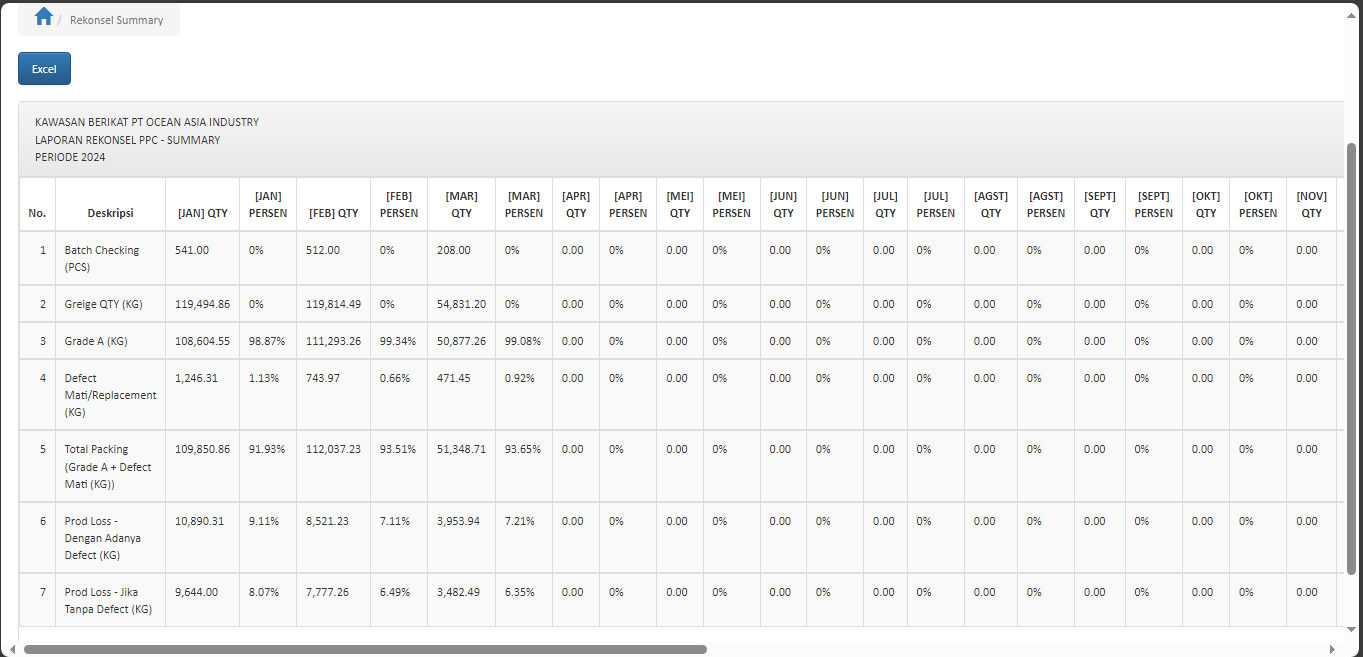 / Rekonsel Summary
Excel
KAWASAN BERIKAT PT OCEAN ASIA INDUSTRY
LAPORAN REKONSEL PPC - SUMMARY
PERIODE 2024
No. Deskripsi [JAN] QTY [JAN] PERSEN [FEB] QTY [FEB] PERSEN [MAR] QTY [MAR] PERSEN [APR] QTY [APR] PERSEN [MEI] QTY [MEI] PERSEN [JUN] QTY [JUN] PERSEN [JUL] QTY [JUL] PERSEN [AGST] QTY [AGST] PERSEN [SEPT] QTY [SEPT] PERSEN [OKT] QTY [OKT] PERSEN [NOV] QTY
1 Batch Checking (PCS) 541.00 0% 512.00 0% 208.00 0% 0.00 0% 0.00 0% 0.00 0% 0.00 0% 0.00 0% 0.00 0% 0.00 0% 0.00
2 Greige QTY (KG) 119,494.86 0% 119,814.49 0% 54,831.20 0% 0.00 0% 0.00 0% 0.00 0% 0.00 0% 0.00 0% 0.00 0% 0.00 0% 0.00
3 Grade A (KG) 108,604.55 98.87% 111,293.26 99.34% 50,877.26 99.08% 0.00 0% 0.00 0% 0.00 0% 0.00 0% 0.00 0% 0.00 0% 0.00 0% 0.00
4 Defect Mati/Replacement (KG) 1,246.31 1.13% 743.97 0.66% 471.45 0.92% 0.00 0% 0.00 0% 0.00 0% 0.00 0% 0.00 0% 0.00 0% 0.00 0% 0.00
5 Total Packing (Grade A + Defect Mati (KG)) 109,850.86 91.93% 112,037.23 93.51% 51,348.71 93.65% 0.00 0% 0.00 0% 0.00 0% 0.00 0% 0.00 0% 0.00 0% 0.00 0% 0.00
6 Prod Loss - Dengan Adanya Defect (KG) 10,890.31 9.11% 8,521.23 7.11% 3,953.94 7.21% 0.00 0% 0.00 0% 0.00 0% 0.00 0% 0.00 0% 0.00 0% 0.00 0% 0.00
7 Prod Loss - Jika Tanpa Defect (KG) 9,644.00 8.07% 7,777.26 6.49% 3,482.49 6.35% 0.00 0% 0.00 0% 0.00 0% 0.00 0% 0.00 0% 0.00 0% 0.00 0% 0.00